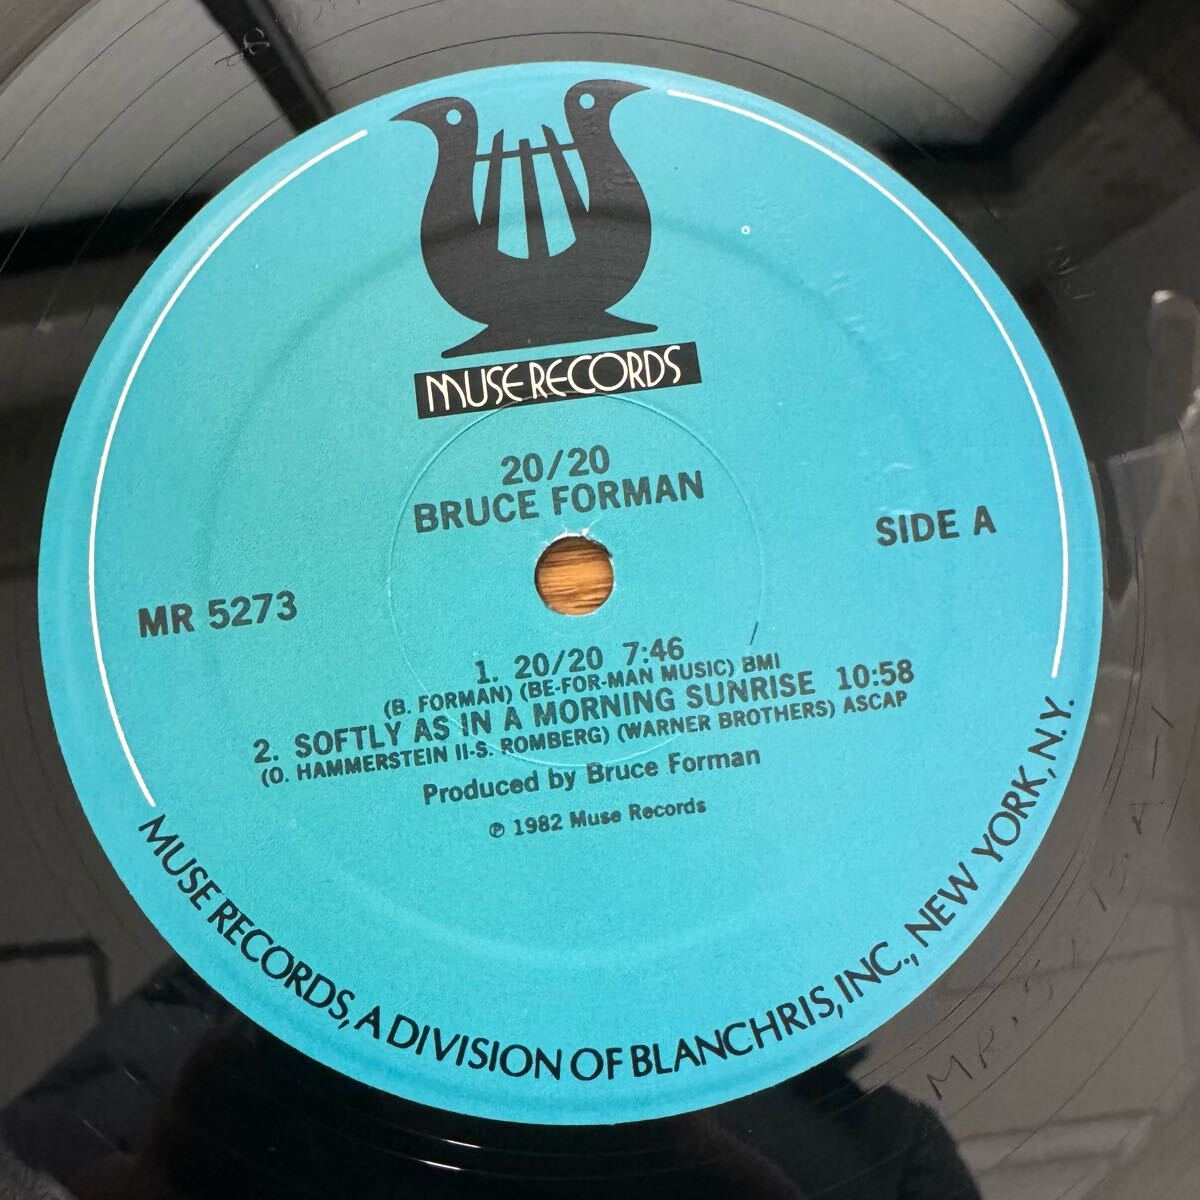 MUSE RECORDS
20/20
BRUCE FORMAN
SIDE A
MR 5273
1. 20/20 7:46
(B. FORMAN) (BE-FOR-MAN MUSIC) BMI
2. SOFTLY AS IN A MORNING SUNRISE 10:58
(O. HAMMERSTEIN II-S. ROMBERG) (WARNER BROTHERS) ASCAP
Produced by Bruce Forman
℗ 1982 Muse Records
MUSE RECORDS, A DIVISION OF BLANCHRIS, INC., NEW YORK, N.Y.